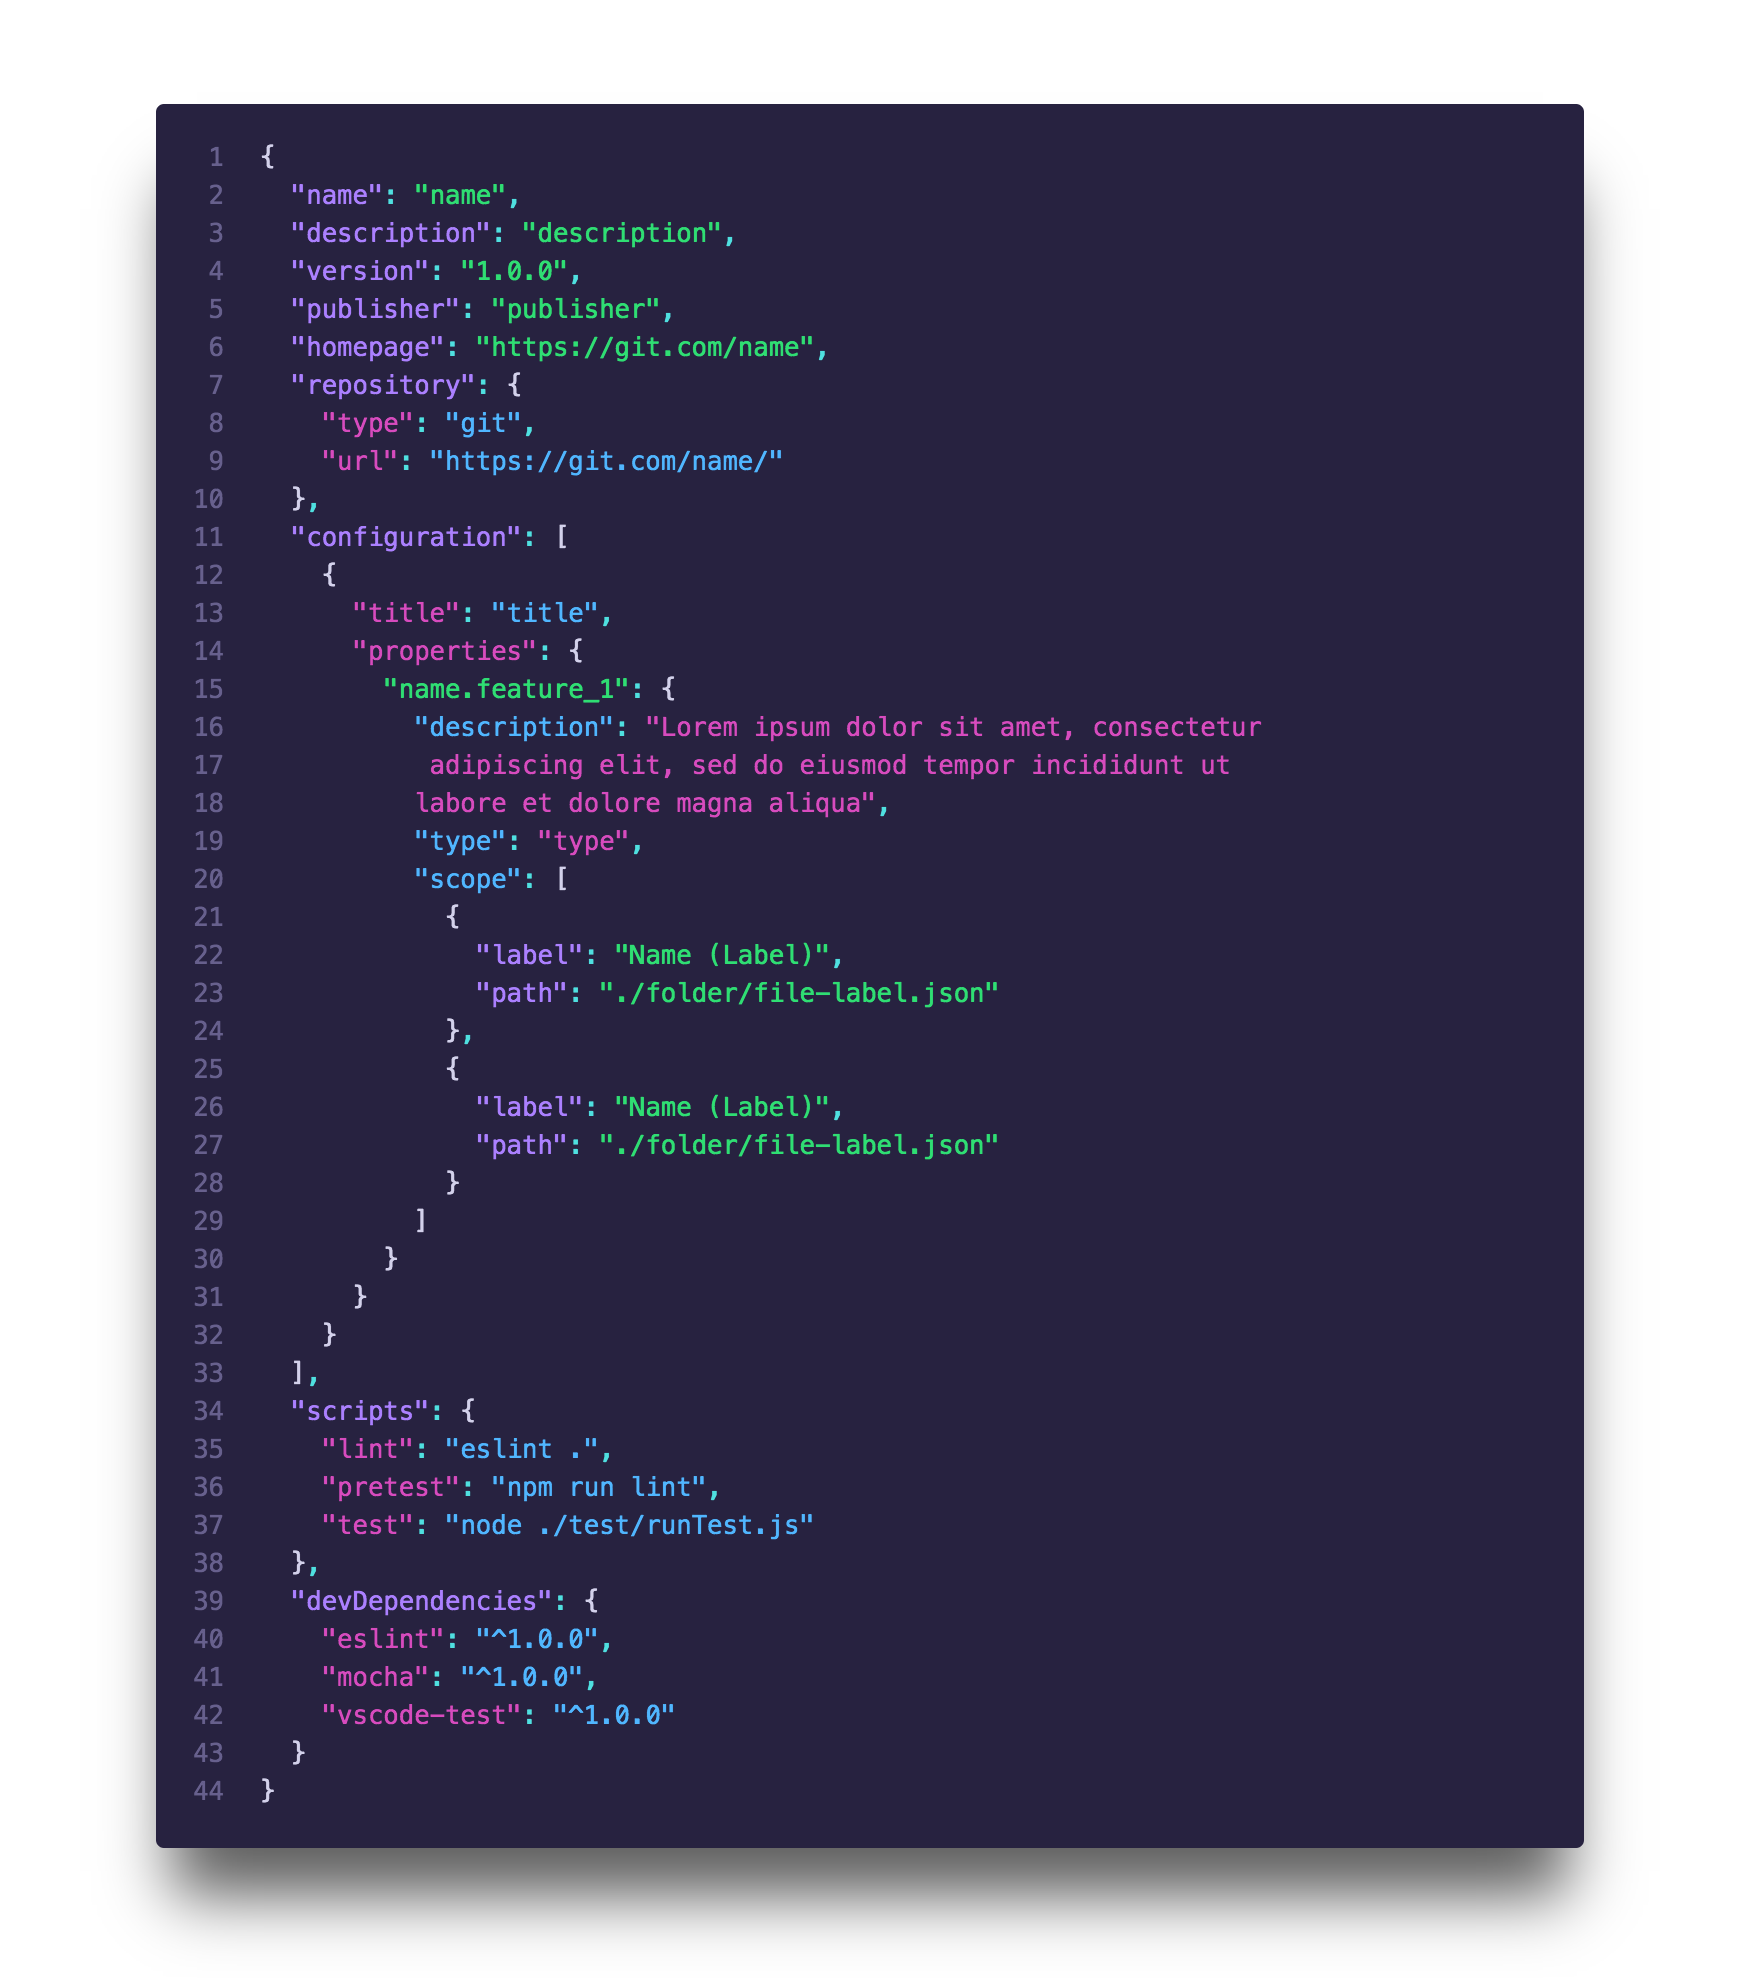 1 {
2   "name": "name",
3   "description": "description",
4   "version": "1.0.0",
5   "publisher": "publisher",
6   "homepage": "https://git.com/name",
7   "repository": {
8     "type": "git",
9     "url": "https://git.com/name/"
10   },
11   "configuration": [
12     {
13       "title": "title",
14       "properties": {
15         "name.feature_1": {
16           "description": "Lorem ipsum dolor sit amet, consectetur
17            adipiscing elit, sed do eiusmod tempor incididunt ut
18           labore et dolore magna aliqua",
19           "type": "type",
20           "scope": [
21             {
22               "label": "Name (Label)",
23               "path": "./folder/file-label.json"
24             },
25             {
26               "label": "Name (Label)",
27               "path": "./folder/file-label.json"
28             }
29           ]
30         }
31       }
32     }
33   ],
34   "scripts": {
35     "lint": "eslint .",
36     "pretest": "npm run lint",
37     "test": "node ./test/runTest.js"
38   },
39   "devDependencies": {
40     "eslint": "^1.0.0",
41     "mocha": "^1.0.0",
42     "vscode-test": "^1.0.0"
43   }
44 }